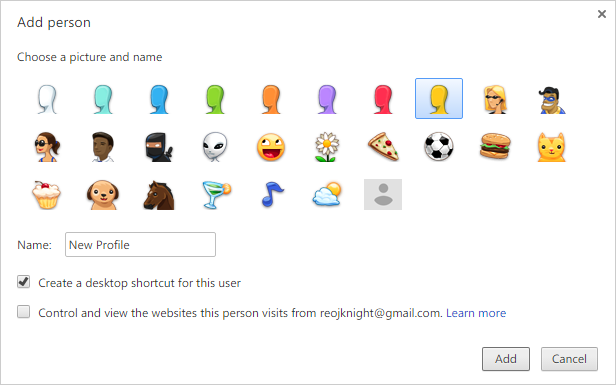 Add person
Choose a picture and name
Name: New Profile
Create a desktop shortcut for this user
Control and view the websites this person visits from reojknight@gmail.com. Learn more
Add Cancel